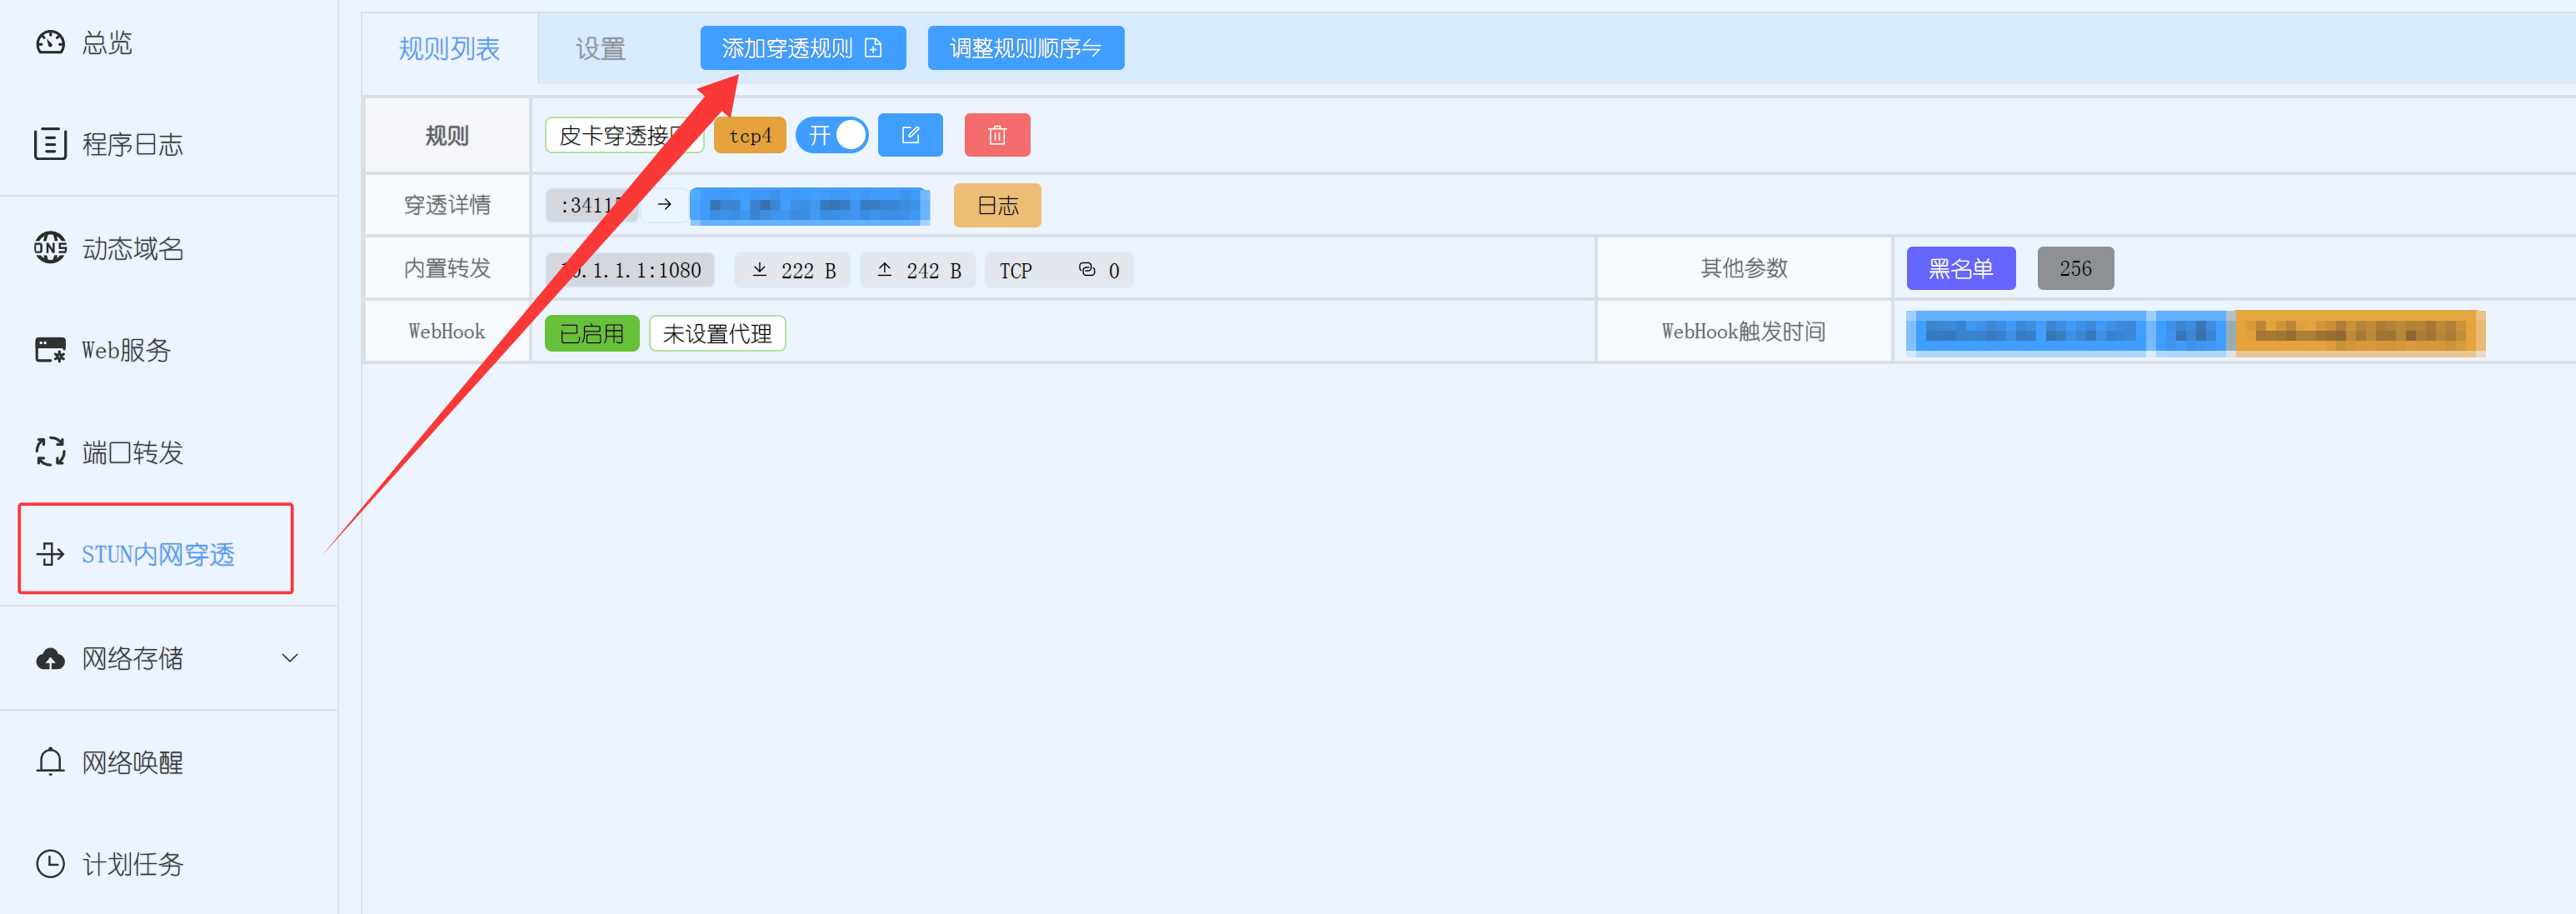 总览
程序日志
动态域名
Web服务
端口转发
STUN内网穿透
网络存储
网络唤醒
计划任务
规则列表 设置 添加穿透规则 调整规则顺序
规则 皮卡穿透接 tcp4 开
穿透详情 :3411 → 日志
内置转发 .1.1.1:1080 222 B 242 B TCP 0 其他参数 黑名单 256
WebHook 已启用 未设置代理 WebHook触发时间